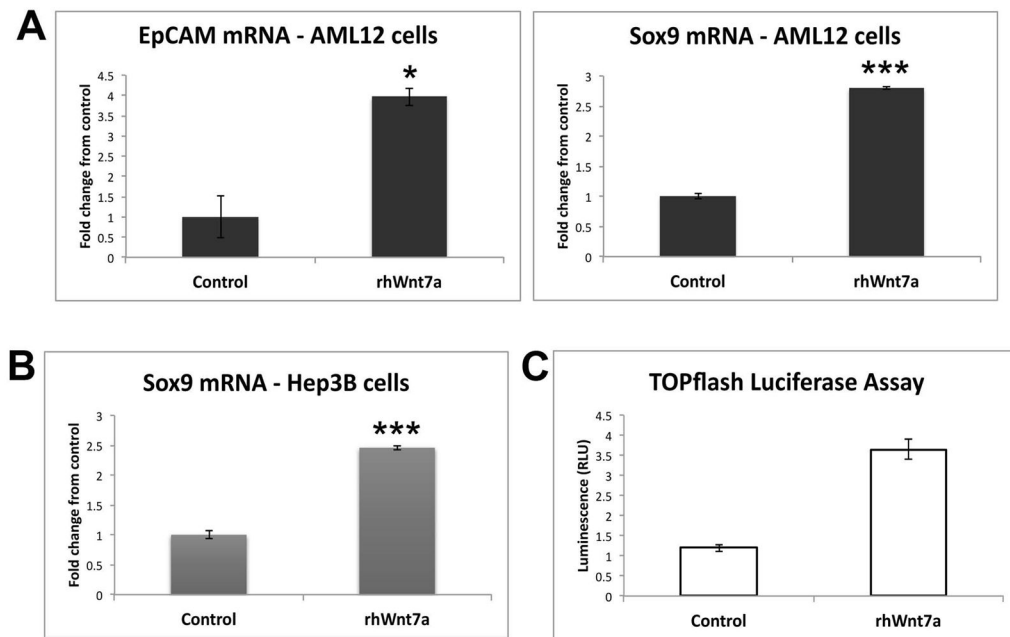 A
EpCAM mRNA - AML12 cells
Fold change from control
4.5
4
3.5
3
2.5
2
1.5
1
0.5
0
*
Control
rhWnt7a
Sox9 mRNA - AML12 cells
Fold change from control
3
2.5
2
1.5
1
0.5
0
***
Control
rhWnt7a
B
Sox9 mRNA - Hep3B cells
Fold change from control
3
2.5
2
1.5
1
0.5
0
***
Control
rhWnt7a
C
TOPflash Luciferase Assay
Luminescence (RLU)
4.5
4
3.5
3
2.5
2
1.5
1
0.5
0
Control
rhWnt7a